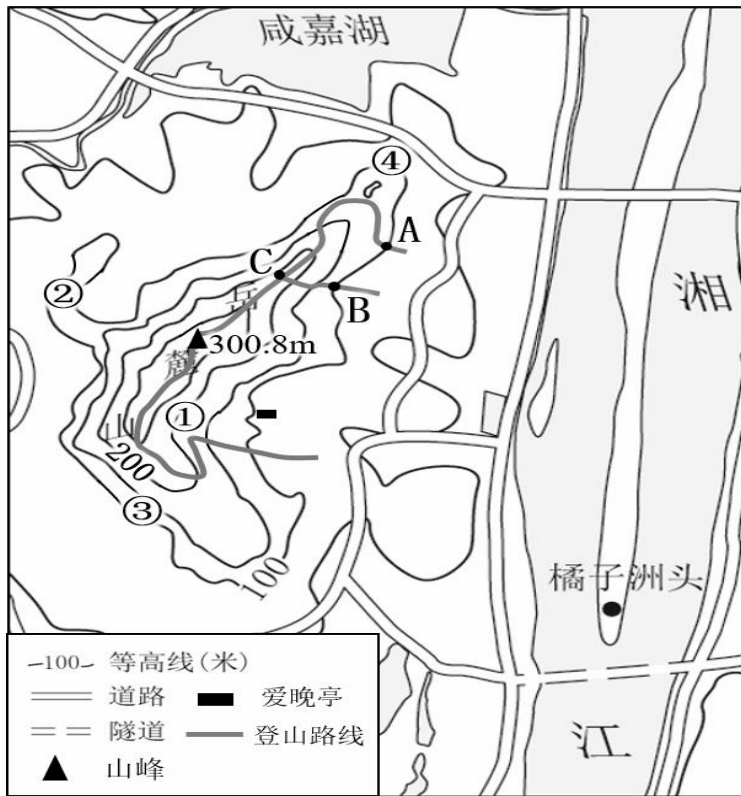 咸嘉湖
④
A
C
②
岳
B
湘
300.8m
麓
①
山
200
③
100
橘子洲头
-100- 等高线(米)
道路 爱晚亭
隧道 登山路线
山峰
江